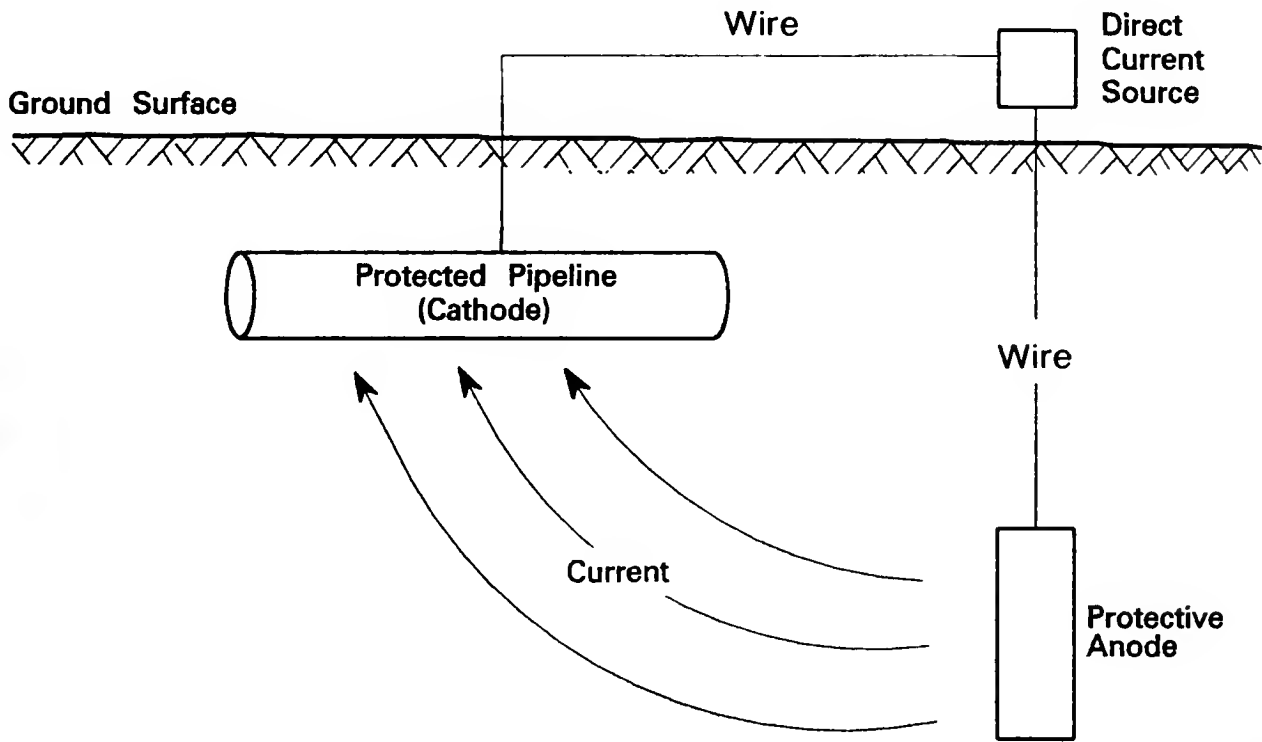 Wire
Direct
Current
Source
Ground Surface
Protected Pipeline
(Cathode)
Wire
Current
Protective
Anode